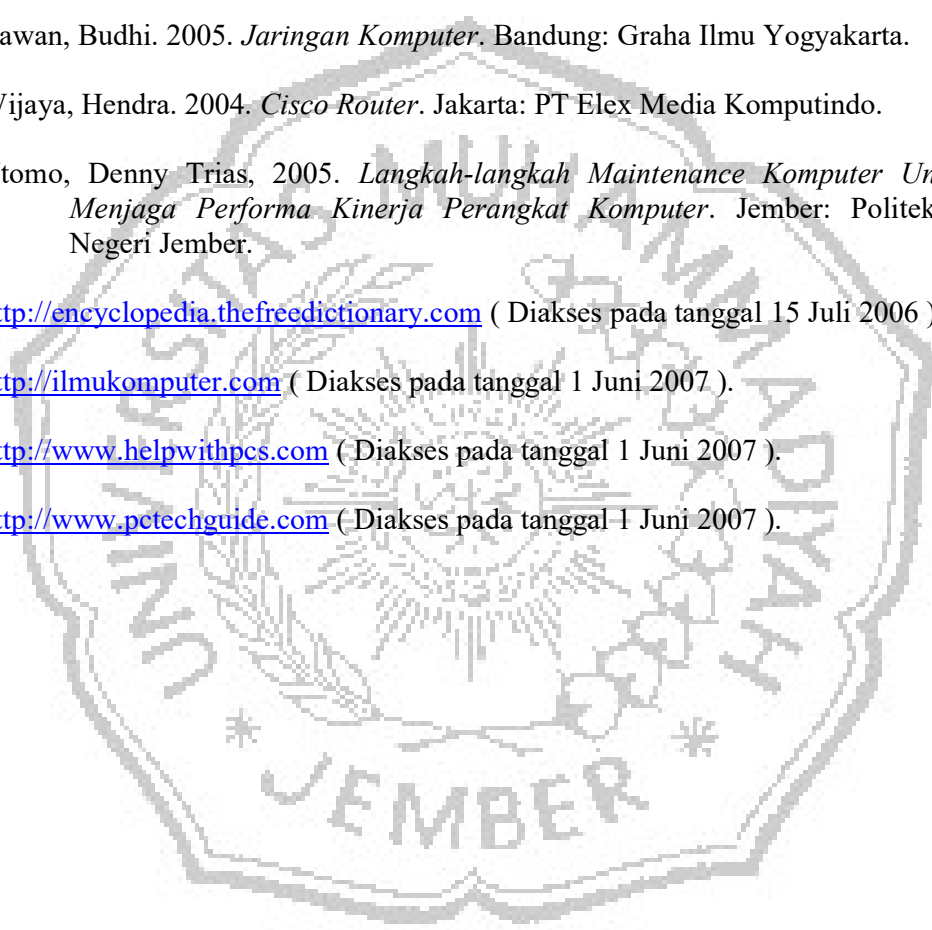 awan, Budhi. 2005. Jaringan Komputer. Bandung: Graha Ilmu Yogyakarta.
Wijaya, Hendra. 2004. Cisco Router. Jakarta: PT Elex Media Komputindo.
tomo, Denny Trias, 2005. Langkah-langkah Maintenance Komputer Un
Menjaga Performa Kinerja Perangkat Komputer. Jember: Politek
Negeri Jember.
ttp://encyclopedia.thefreedictionary.com ( Diakses pada tanggal 15 Juli 2006 )
ttp://ilmukomputer.com ( Diakses pada tanggal 1 Juni 2007 ).
ttp://www.helpwithpcs.com ( Diakses pada tanggal 1 Juni 2007 ).
ttp://www.pctechguide.com ( Diakses pada tanggal 1 Juni 2007 ).
UNIVERSITAS MUHAMMADIYAH
JEMBER